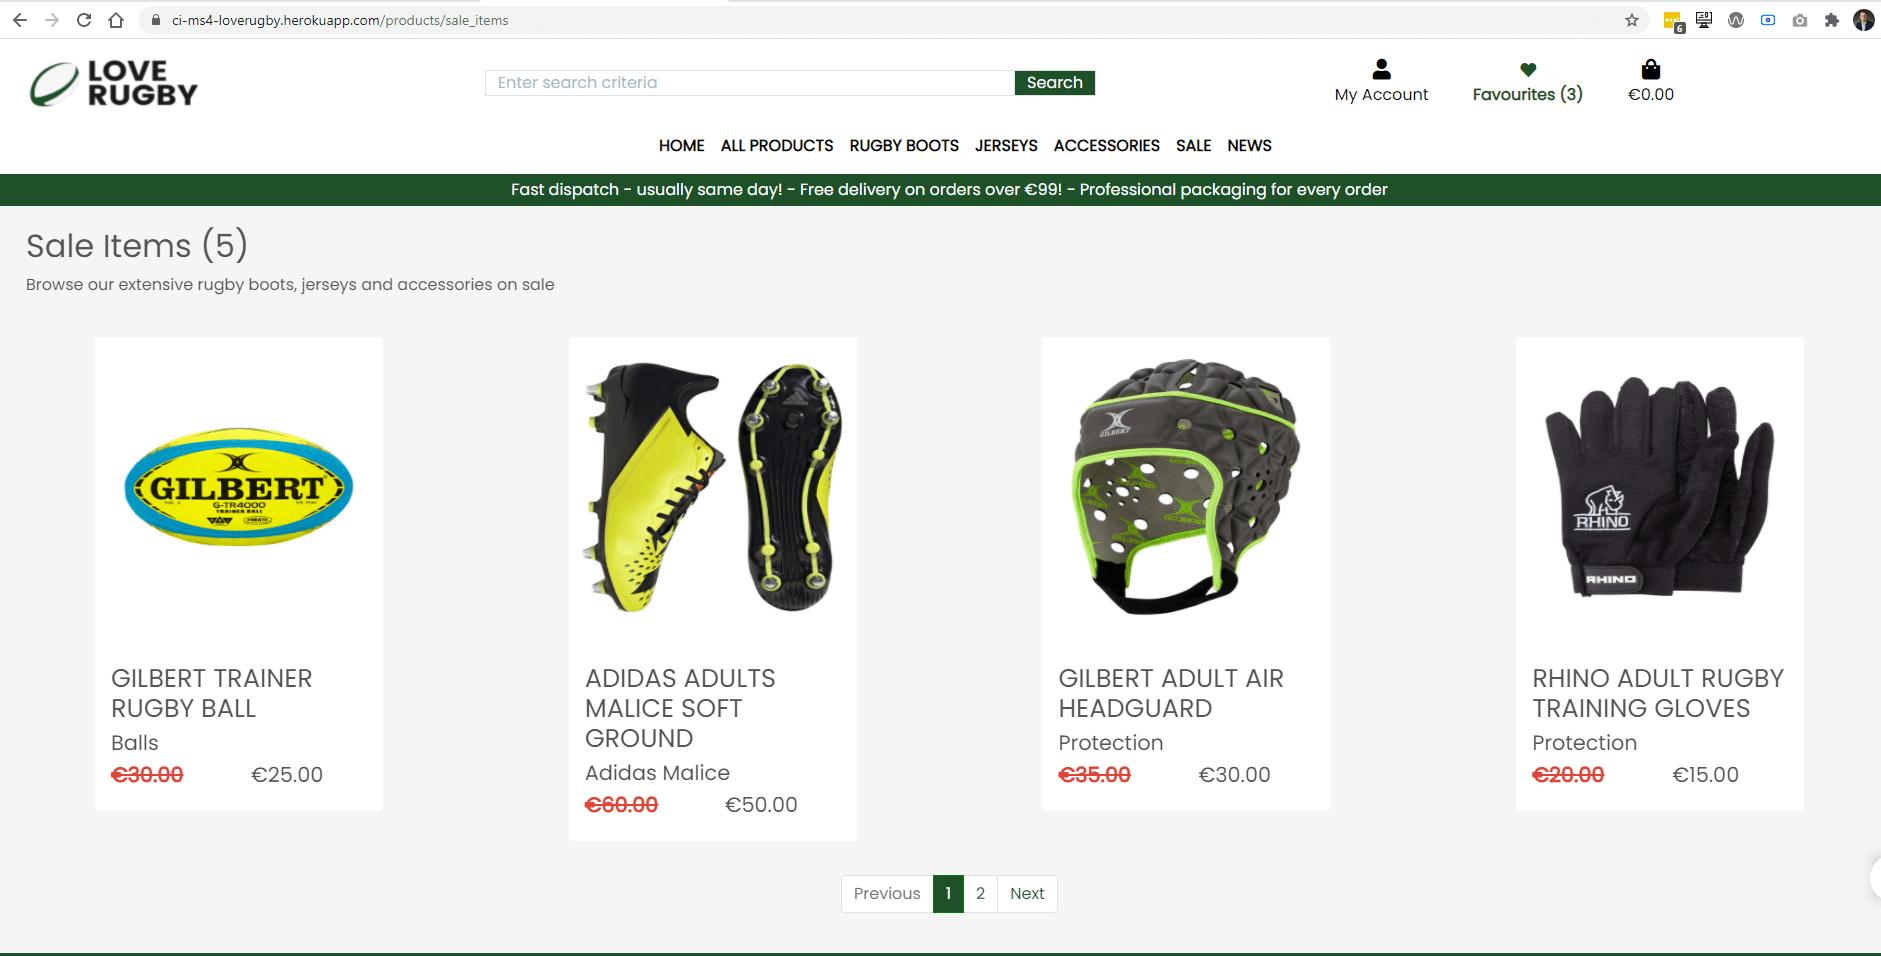 ci-ms4-loverugby.herokuapp.com/products/sale_items
6
LOVE
RUGBY
Enter search criteria
Search
My Account
Favourites (3)
€0.00
HOME ALL PRODUCTS RUGBY BOOTS JERSEYS ACCESSORIES SALE NEWS
Fast dispatch - usually same day! - Free delivery on orders over €99! - Professional packaging for every order
Sale Items (5)
Browse our extensive rugby boots, jerseys and accessories on sale
GILBERT
G-TR4000
TRAINER BALL
GILBERT
GILBERT
RHINO
RHINO
GILBERT TRAINER
RUGBY BALL
Balls
€30.00 €25.00
ADIDAS ADULTS
MALICE SOFT
GROUND
Adidas Malice
€60.00 €50.00
GILBERT ADULT AIR
HEADGUARD
Protection
€35.00 €30.00
RHINO ADULT RUGBY
TRAINING GLOVES
Protection
€20.00 €15.00
Previous 1 2 Next